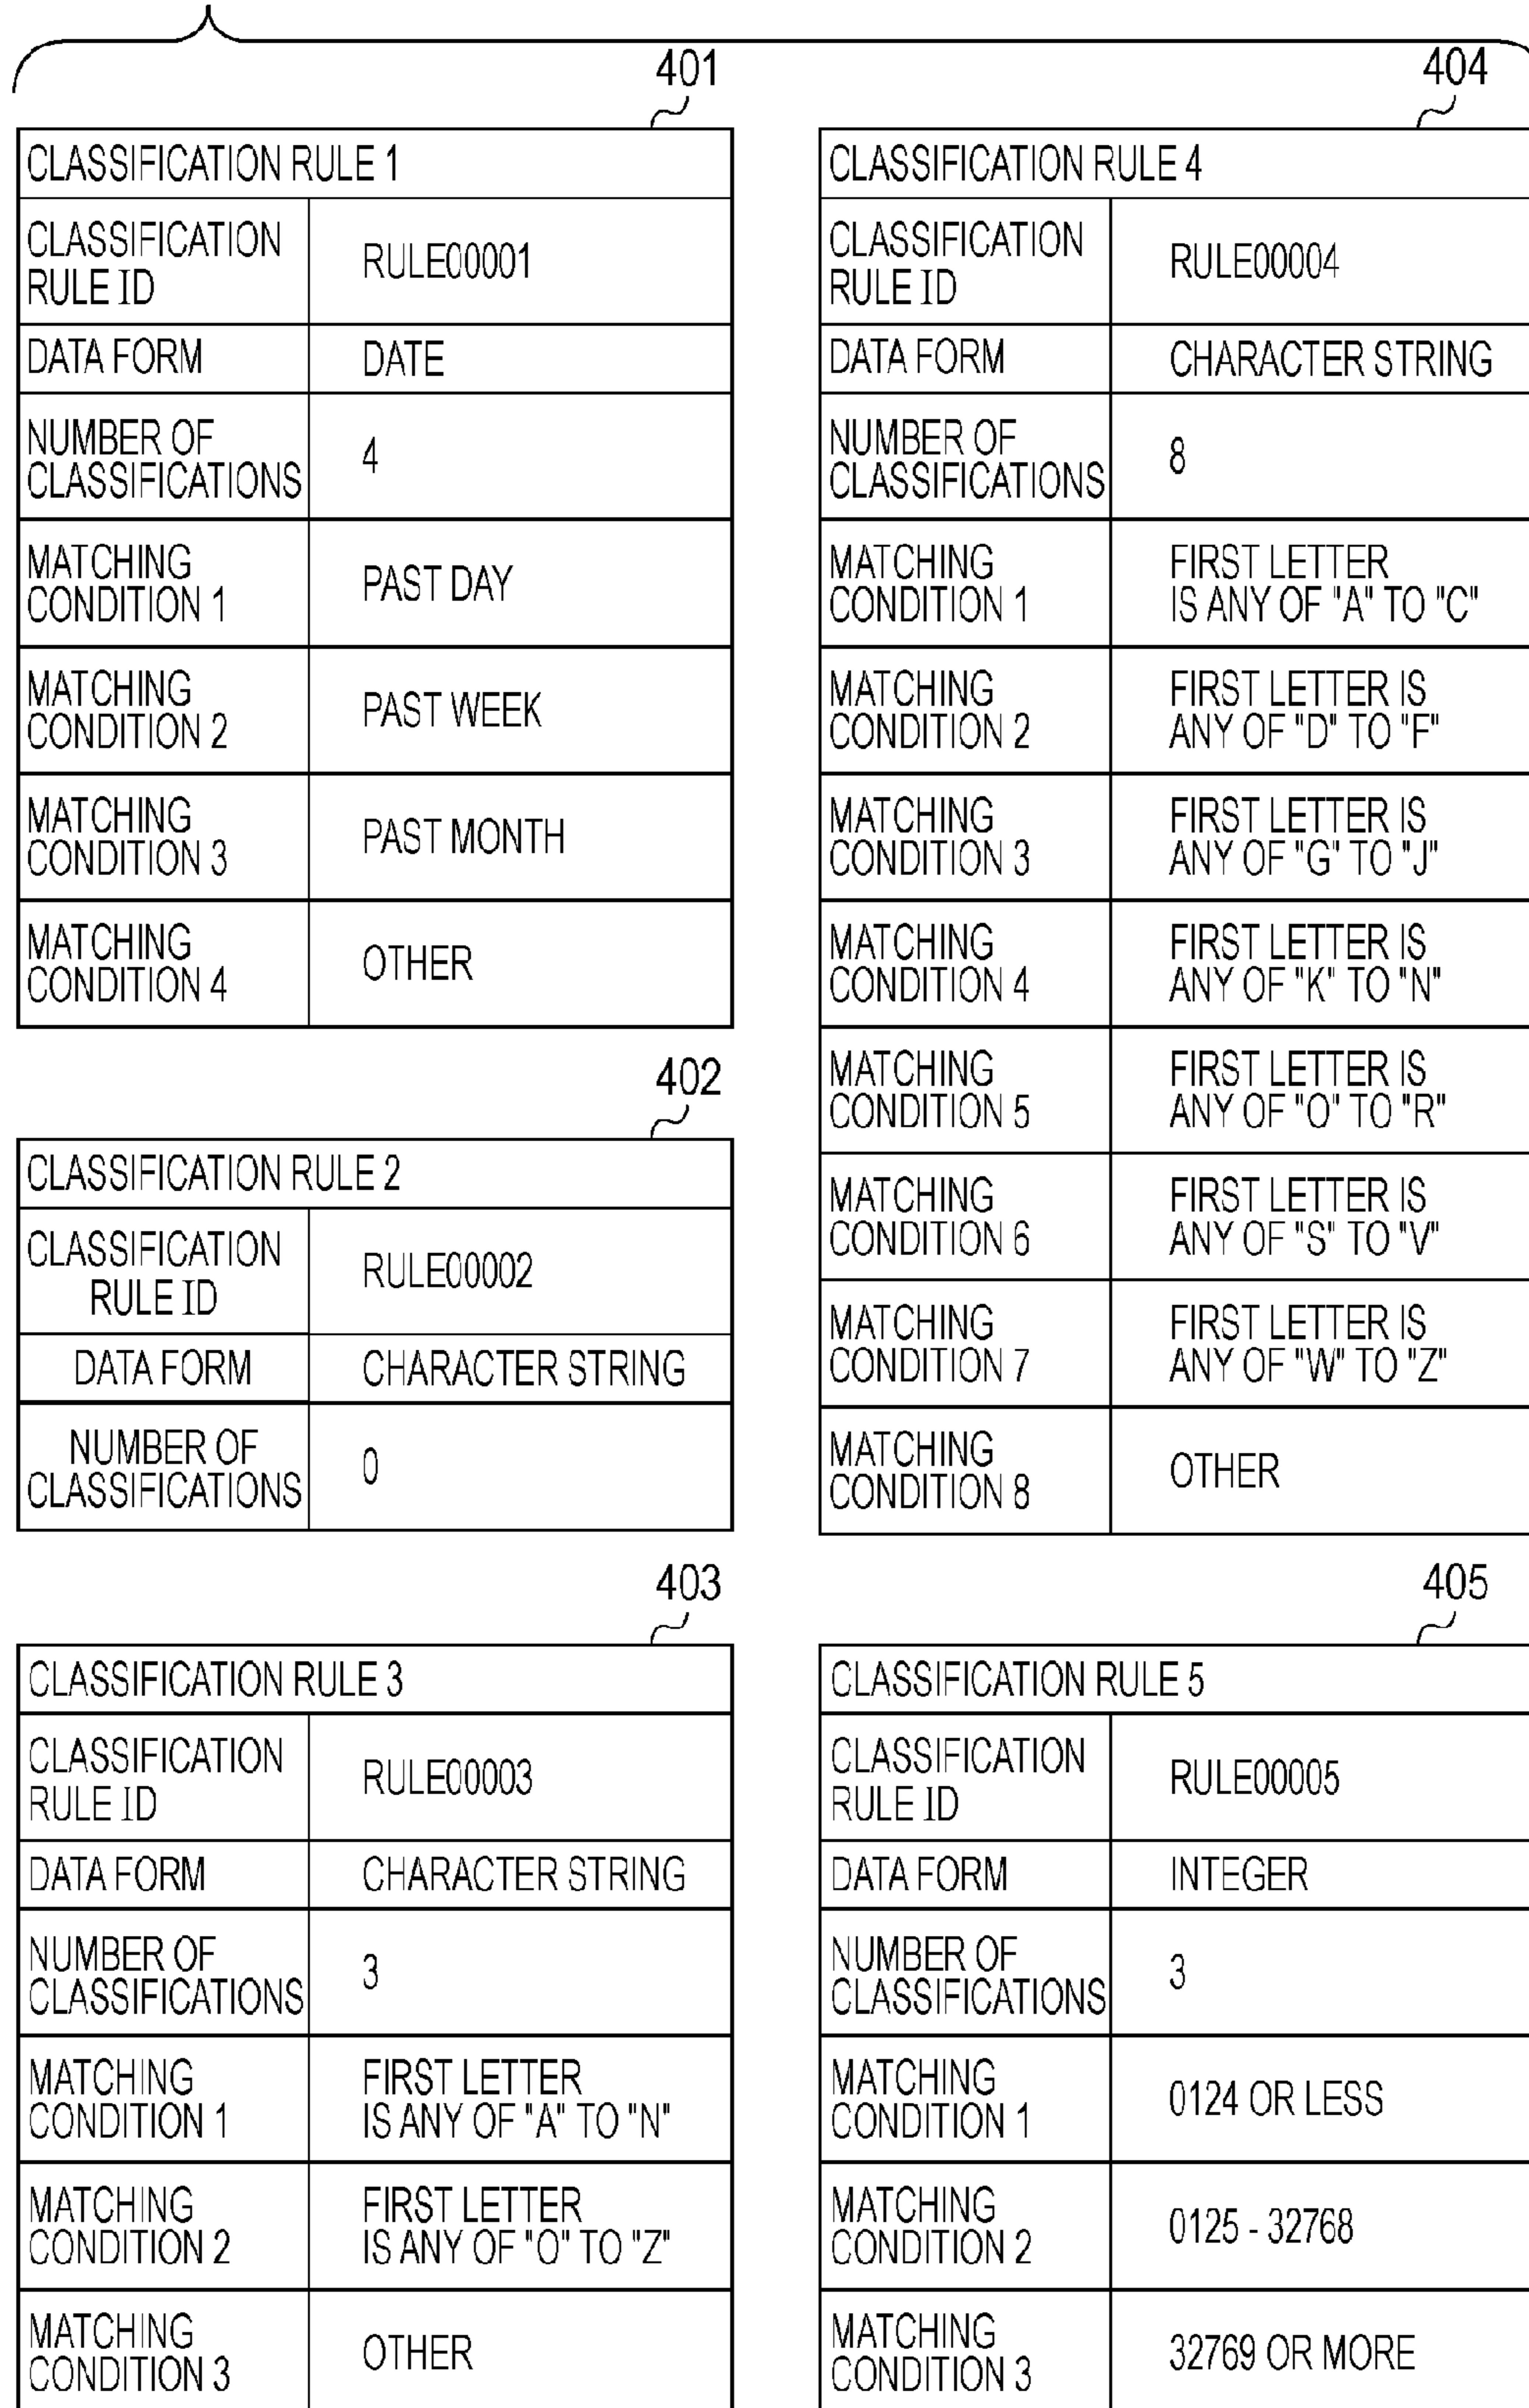 401
CLASSIFICATION RULE 1
CLASSIFICATION
RULE ID
RULE00001
DATA FORM
DATE
NUMBER OF
CLASSIFICATIONS
4
MATCHING
CONDITION 1
PAST DAY
MATCHING
CONDITION 2
PAST WEEK
MATCHING
CONDITION 3
PAST MONTH
MATCHING
CONDITION 4
OTHER
402
CLASSIFICATION RULE 2
CLASSIFICATION
RULE ID
RULE00002
DATA FORM
CHARACTER STRING
NUMBER OF
CLASSIFICATIONS
0
403
CLASSIFICATION RULE 3
CLASSIFICATION
RULE ID
RULE00003
DATA FORM
CHARACTER STRING
NUMBER OF
CLASSIFICATIONS
3
MATCHING
CONDITION 1
FIRST LETTER
IS ANY OF "A" TO "N"
MATCHING
CONDITION 2
FIRST LETTER
IS ANY OF "O" TO "Z"
MATCHING
CONDITION 3
OTHER
404
CLASSIFICATION RULE 4
CLASSIFICATION
RULE ID
RULE00004
DATA FORM
CHARACTER STRING
NUMBER OF
CLASSIFICATIONS
8
MATCHING
CONDITION 1
FIRST LETTER
IS ANY OF "A" TO "C"
MATCHING
CONDITION 2
FIRST LETTER IS
ANY OF "D" TO "F"
MATCHING
CONDITION 3
FIRST LETTER IS
ANY OF "G" TO "J"
MATCHING
CONDITION 4
FIRST LETTER IS
ANY OF "K" TO "N"
MATCHING
CONDITION 5
FIRST LETTER IS
ANY OF "O" TO "R"
MATCHING
CONDITION 6
FIRST LETTER IS
ANY OF "S" TO "V"
MATCHING
CONDITION 7
FIRST LETTER IS
ANY OF "W" TO "Z"
MATCHING
CONDITION 8
OTHER
405
CLASSIFICATION RULE 5
CLASSIFICATION
RULE ID
RULE00005
DATA FORM
INTEGER
NUMBER OF
CLASSIFICATIONS
3
MATCHING
CONDITION 1
0124 OR LESS
MATCHING
CONDITION 2
0125 - 32768
MATCHING
CONDITION 3
32769 OR MORE